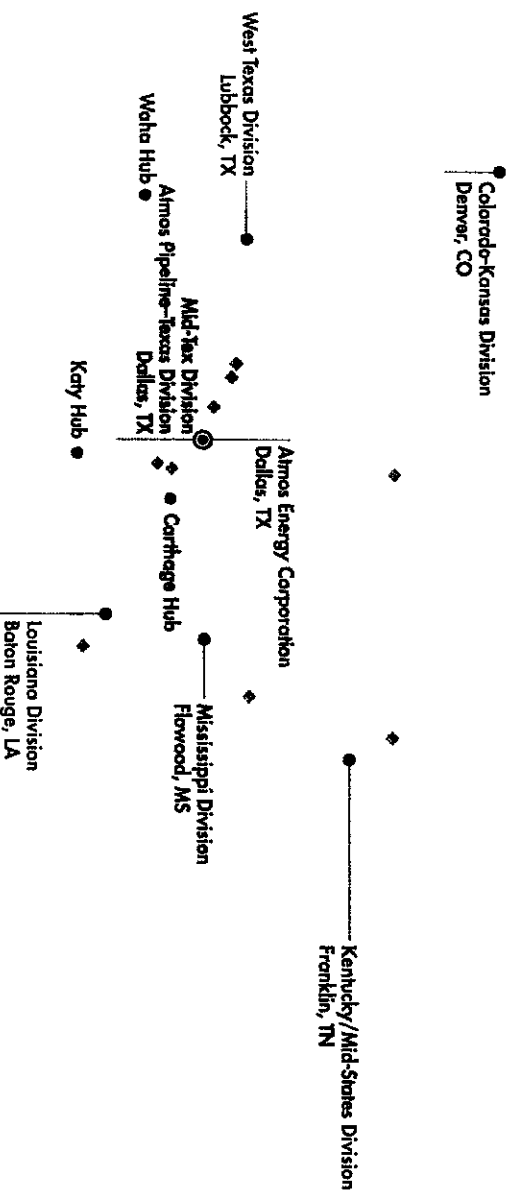 Colorado-Kansas Division
Denver, CO
West Texas Division
Lubbock, TX
Atmos Energy Corporation
Dallas, TX
Kentucky/Mid-States Division
Franklin, TN
Waha Hub
Mid-Tex Division
Atmos Pipeline–Texas Division
Dallas, TX
Carthage Hub
Mississippi Division
Flowood, MS
Katy Hub
Louisiana Division
Baton Rouge, LA